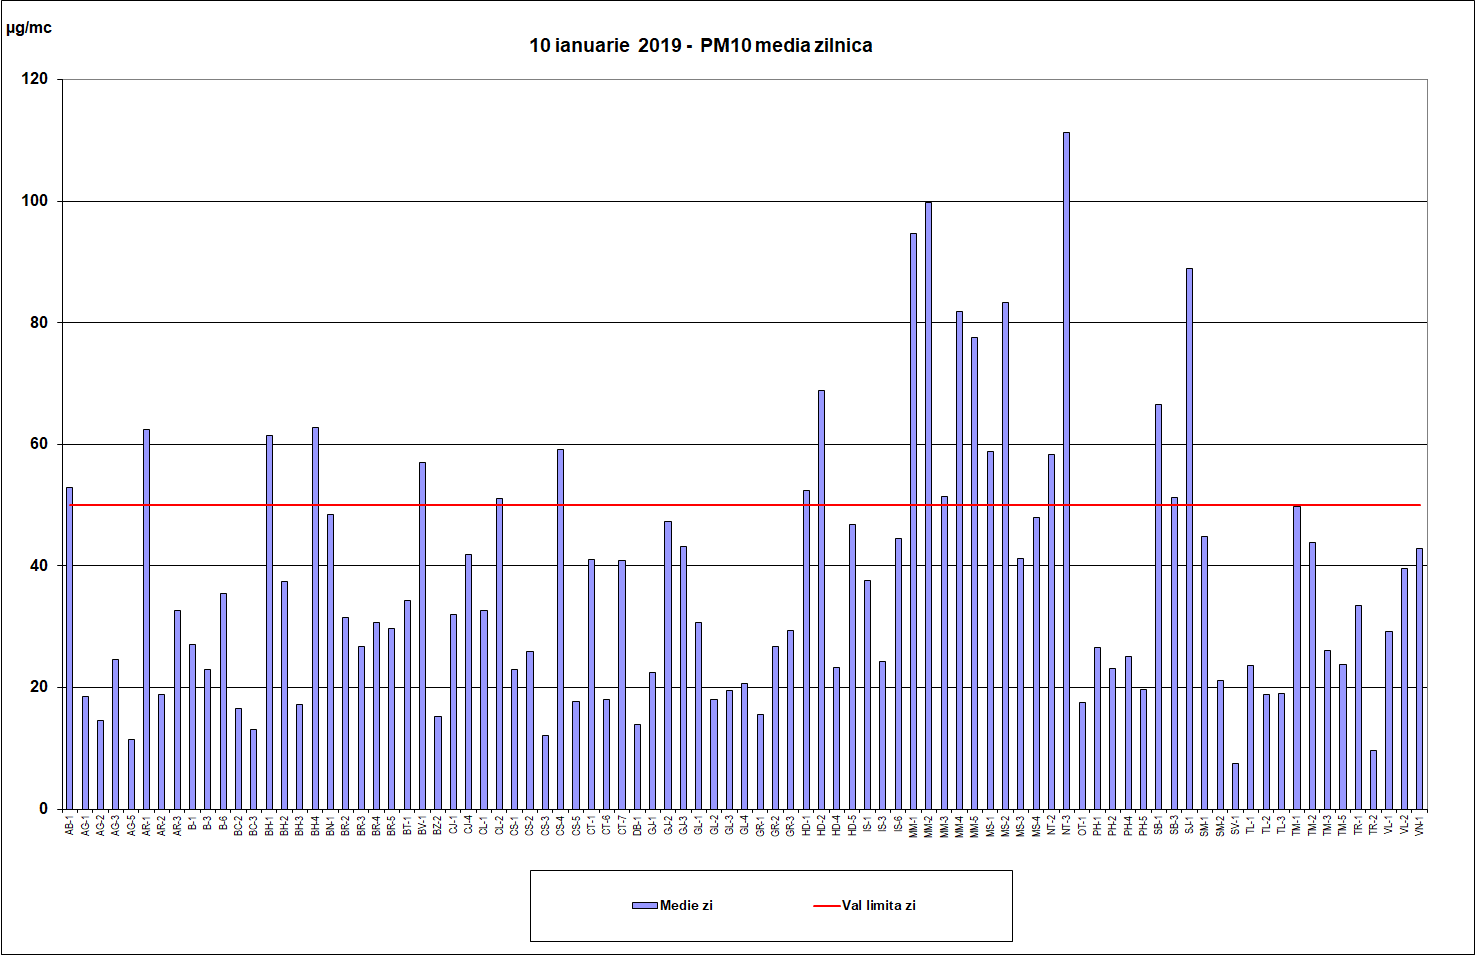 µg/mc
10 ianuarie 2019 - PM10 media zilnica
120
100
80
60
40
20
0
AB-1 AG-1 AG-2 AG-3 AG-5 AR-1 AR-2 AR-3 B-1 B-3 B-6 BC-2 BC-3 BH-1 BH-2 BH-3 BH-4 BN-1 BR-2 BR-3 BR-4 BR-5 BT-1 BV-1 BZ-2 CJ-1 CJ-4 CL-1 CL-2 CS-1 CS-2 CS-3 CS-4 CS-5 CT-1 CT-6 CT-7 DB-1 GJ-1 GJ-2 GJ-3 GL-1 GL-2 GL-3 GL-4 GR-1 GR-2 GR-3 HD-1 HD-2 HD-4 HD-5 IS-1 IS-3 IS-6 MM-1 MM-2 MM-3 MM-4 MM-5 MS-1 MS-2 MS-3 MS-4 NT-2 NT-3 OT-1 PH-1 PH-2 PH-4 PH-5 SB-1 SB-3 SJ-1 SM-1 SM-2 SV-1 TL-1 TL-2 TL-3 TM-1 TM-2 TM-3 TM-5 TR-1 TR-2 VL-1 VL-2 VN-1
Medie zi
Val limita zi